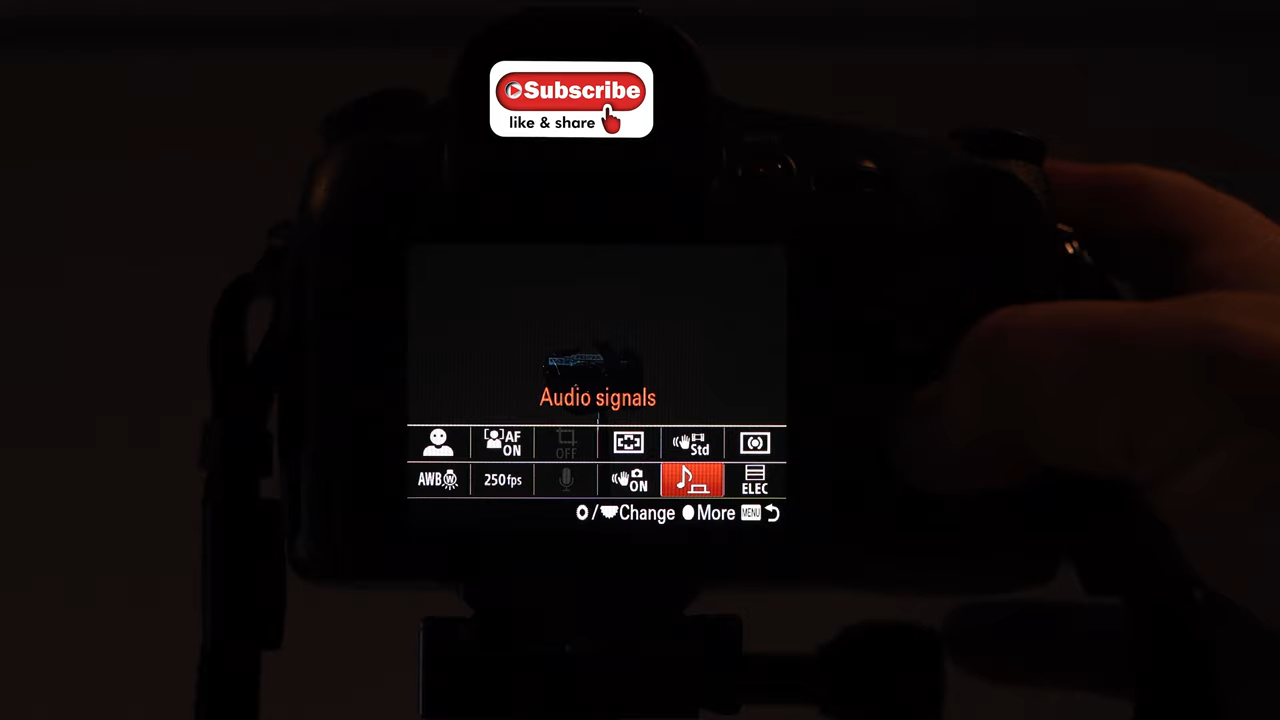 Subscribe
like & share
Audio signals
AF
ON
OFF
Std
AWB
250fps
ON
ELEC
/ Change More MENU